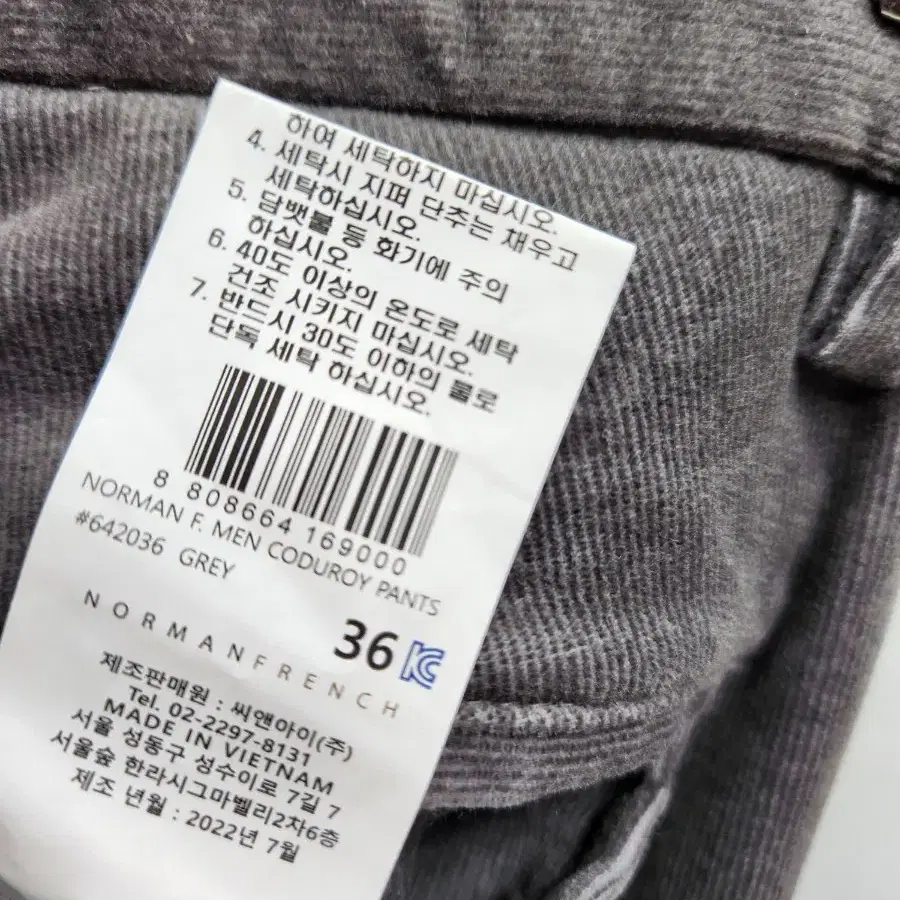 하여 세탁하지 마십시오.
4. 세탁시 지퍼 단추는 채우고
세탁하십시오.
5. 담뱃불 등 화기에 주의
하십시오.
6. 40도 이상의 온도로 세탁
건조 시키지 마십시오.
7. 반드시 30도 이하의 물로
단독 세탁 하십시오.
8 808664 169000
NORMAN F. MEN CODUROY PANTS
#642036 GREY
36 KC
NORMANFRENCH
제조판매원 : 씨앤아이(주)
Tel. 02-2297-8131
MADE IN VIETNAM
서울 성동구 성수이로 7길 7
서울숲 한라시그마밸리2차6층
제조 년월 : 2022년 7월